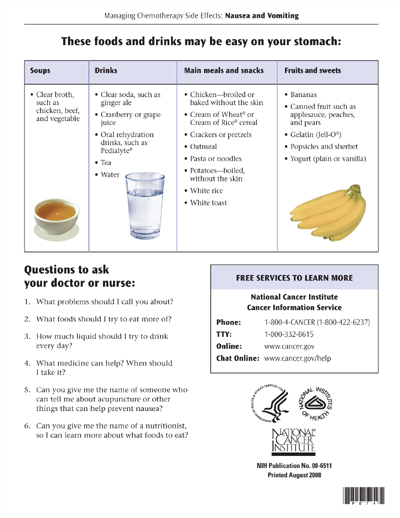 Managing Chemotherapy Side Effects: Nausea and Vomiting
These foods and drinks may be easy on your stomach:
Soups
• Clear broth,
such as
chicken, beef,
and vegetable
Drinks
• Clear soda, such as
ginger ale
• Cranberry or grape
juice
• Oral rehydration
drinks, such as
Pedialyte®
• Tea
• Water
Main meals and snacks
• Chicken—broiled or
baked without the skin
• Cream of Wheat® or
Cream of Rice® cereal
• Crackers or pretzels
• Oatmeal
• Pasta or noodles
• Potatoes—boiled,
without the skin
• White rice
• White toast
Fruits and sweets
• Bananas
• Canned fruit such as
applesauce, peaches,
and pears
• Gelatin (Jell-O®)
• Popsicles and sherbet
• Yogurt (plain or vanilla)
Questions to ask
your doctor or nurse:
1. What problems should I call you about?
2. What foods should I try to eat more of?
3. How much liquid should I try to drink
every day?
4. What medicine can help? When should
I take it?
5. Can you give me the name of someone who
can tell me about acupuncture or other
things that can help prevent nausea?
6. Can you give me the name of a nutritionist,
so I can learn more about what foods to eat?
FREE SERVICES TO LEARN MORE
National Cancer Institute
Cancer Information Service
Phone: 1-800-4-CANCER (1-800-422-6237)
TTY: 1-800-332-8615
Online: www.cancer.gov
Chat Online: www.cancer.gov/help
NATIONAL INSTITUTES OF HEALTH
NATIONAL
CANCER
INSTITUTE
NIH Publication No. 08-6511
Printed August 2008